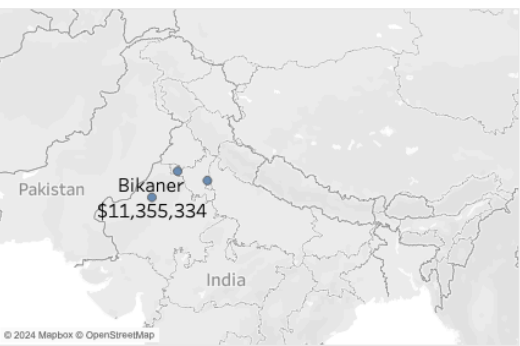 Pakistan
Bikaner
$11,355,334
India
© 2024 Mapbox © OpenStreetMap